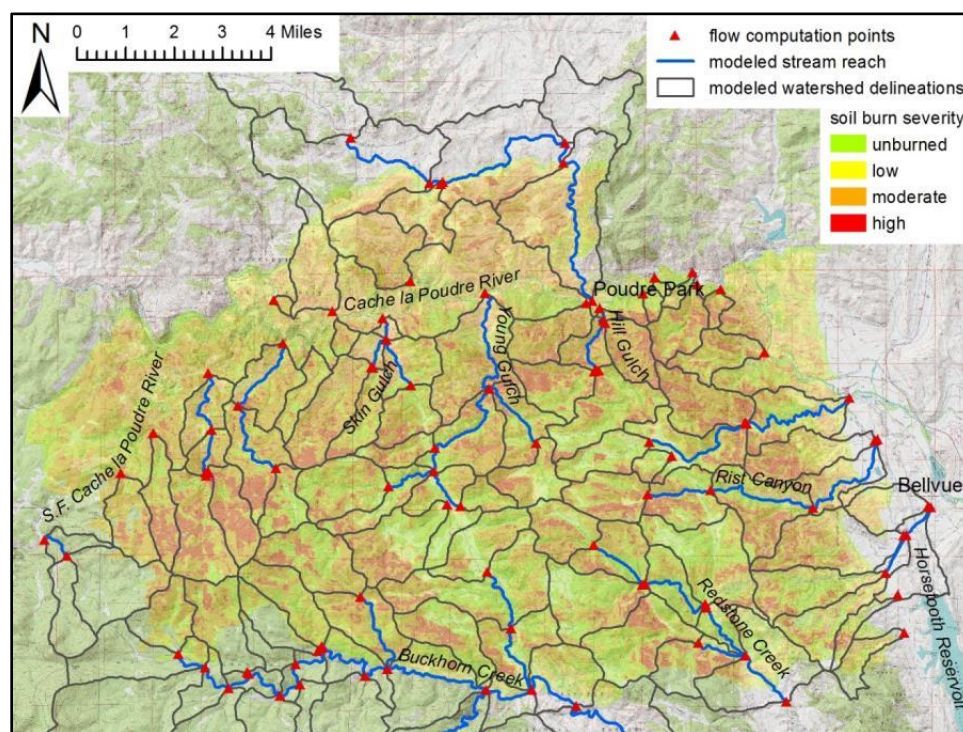 N
0 1 2 3 4 Miles
flow computation points
modeled stream reach
modeled watershed delineations
soil burn severity
unburned
low
moderate
high
Cache la Poudre River
Poudre Park
Hill Gulch
Young Gulch
Skin Gulch
S.F. Cache la Poudre River
Rist Canyon
Bellvue
Horsetooth Reservoir
Redstone Creek
Buckhorn Creek